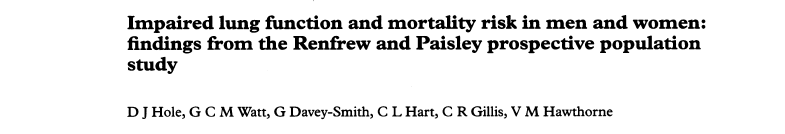 Impaired lung function and mortality risk in men and women:
findings from the Renfrew and Paisley prospective population
study
D J Hole, G C M Watt, G Davey-Smith, C L Hart, C R Gillis, V M Hawthorne